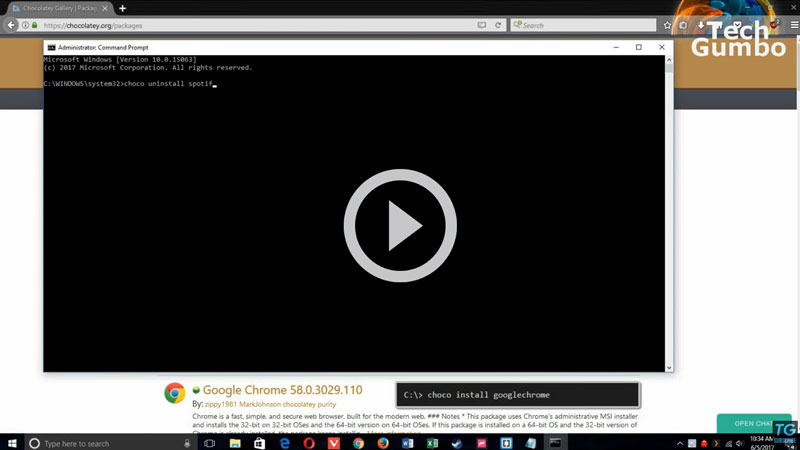 Chocolatey Gallery | Packag
https://chocolatey.org/packages
Search
Tech
Gumbo
Administrator: Command Prompt
Microsoft Windows [Version 10.0.15063]
(c) 2017 Microsoft Corporation. All rights reserved.
C:\WINDOWS\system32>choco uninstall spotif
Google Chrome 58.0.3029.110
By: zippy1981 MarkJohnson chocolatey purity
C:\> choco install googlechrome
Chrome is a fast, simple, and secure web browser, built for the modern web. ### Notes * This package uses Chrome's administrative MSI installer
and installs the 32-bit on 32-bit OSes and the 64-bit version on 64-bit OSes. If this package is installed on a 64-bit OS and the 32-bit version of
OPEN CHAT
TG
Type here to search
10:34 AM
6/5/2017